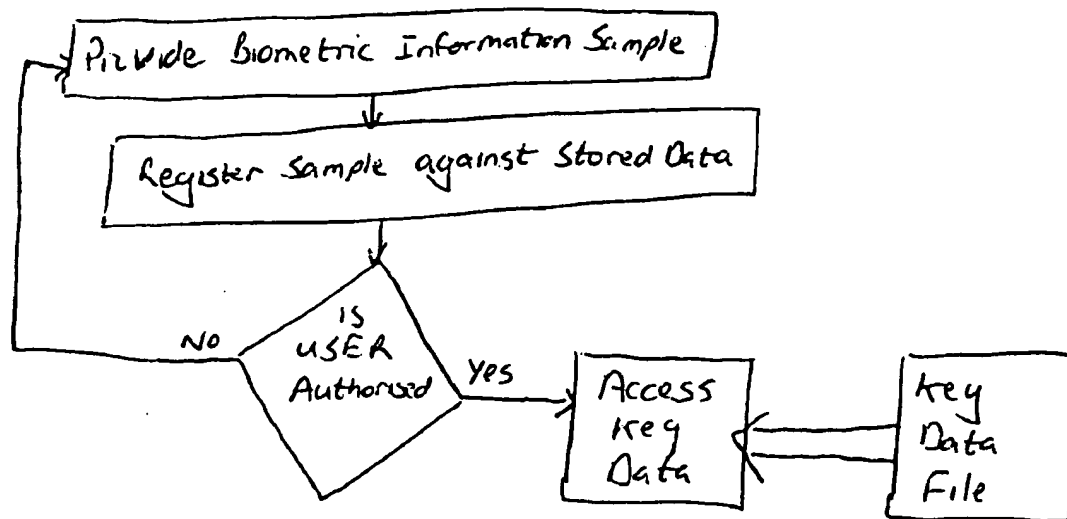 Provide Biometric Information Sample
Register Sample against Stored Data
Is
USER
Authorised
No
Yes
Access
Key
Data
Key
Data
File